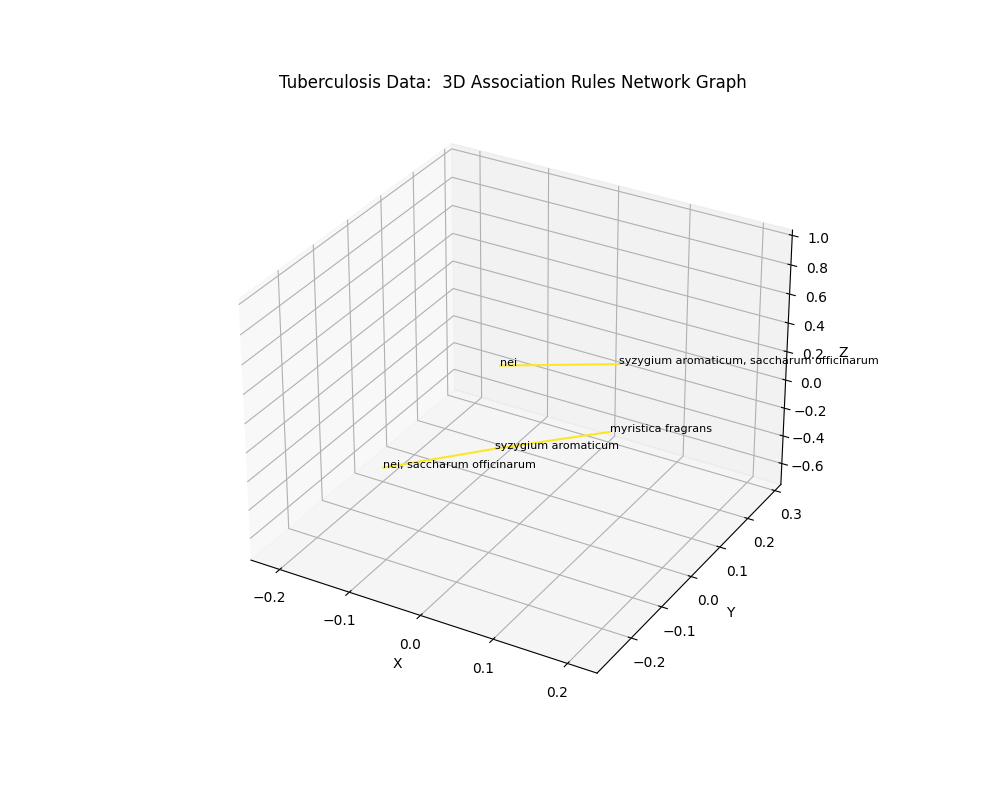 Tuberculosis Data:  3D Association Rules Network Graph
1.0
0.8
0.6
0.4
0.2
Z
0.0
−0.2
−0.4
−0.6
nei
syzygium aromaticum, saccharum officinarum
myristica fragrans
syzygium aromaticum
nei, saccharum officinarum
0.3
0.2
0.1
0.0
Y
−0.1
−0.2
−0.2
−0.1
0.0
X
0.1
0.2